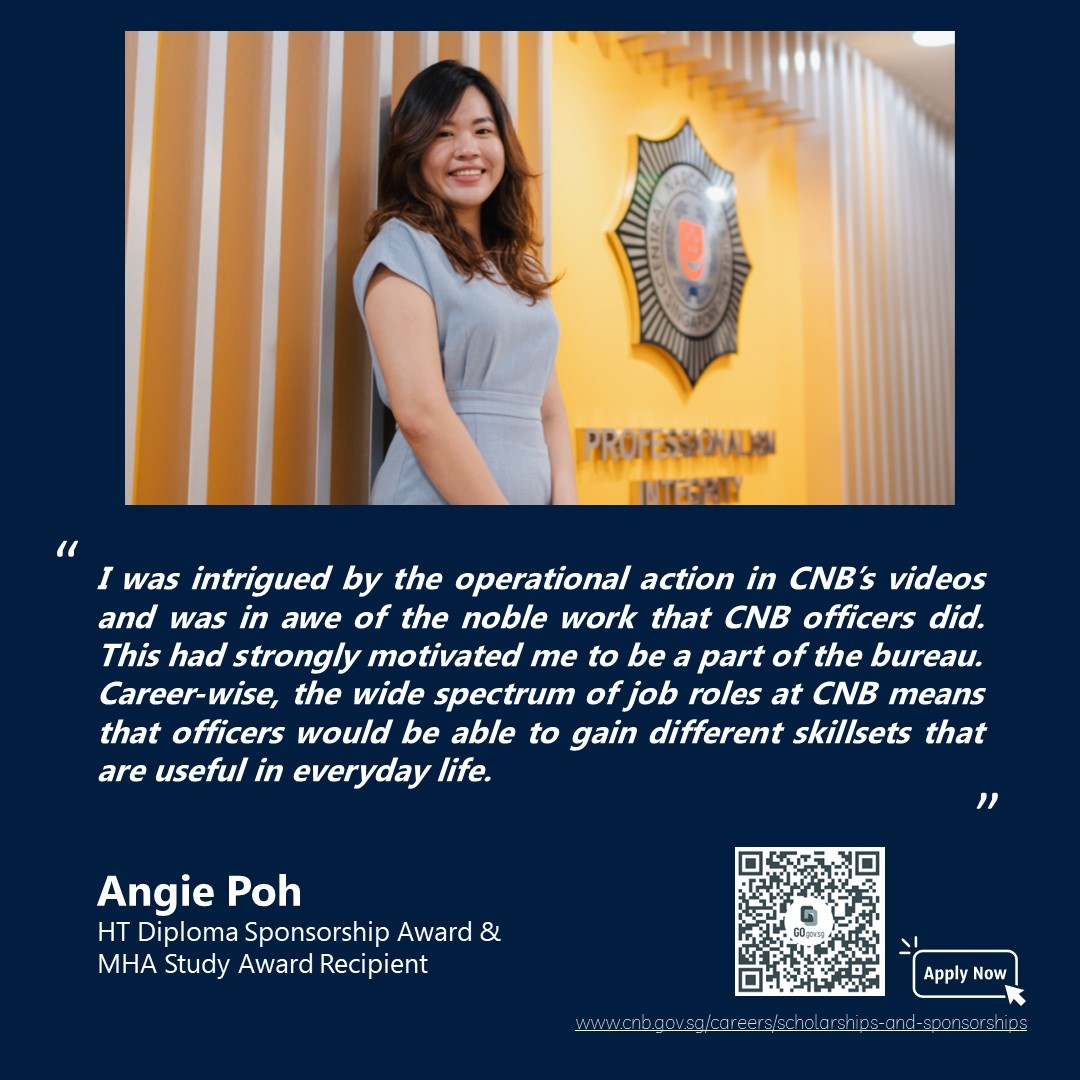 CENTRAL NARCOTICS
SINGAPORE
PROFESSIONALISM
INTEGRITY
“
I was intrigued by the operational action in CNB’s videos
and was in awe of the noble work that CNB officers did.
This had strongly motivated me to be a part of the bureau.
Career-wise, the wide spectrum of job roles at CNB means
that officers would be able to gain different skillsets that
are useful in everyday life.
”
Angie Poh
HT Diploma Sponsorship Award &
MHA Study Award Recipient
GOgov.sg
Apply Now
www.cnb.gov.sg/careers/scholarships-and-sponsorships